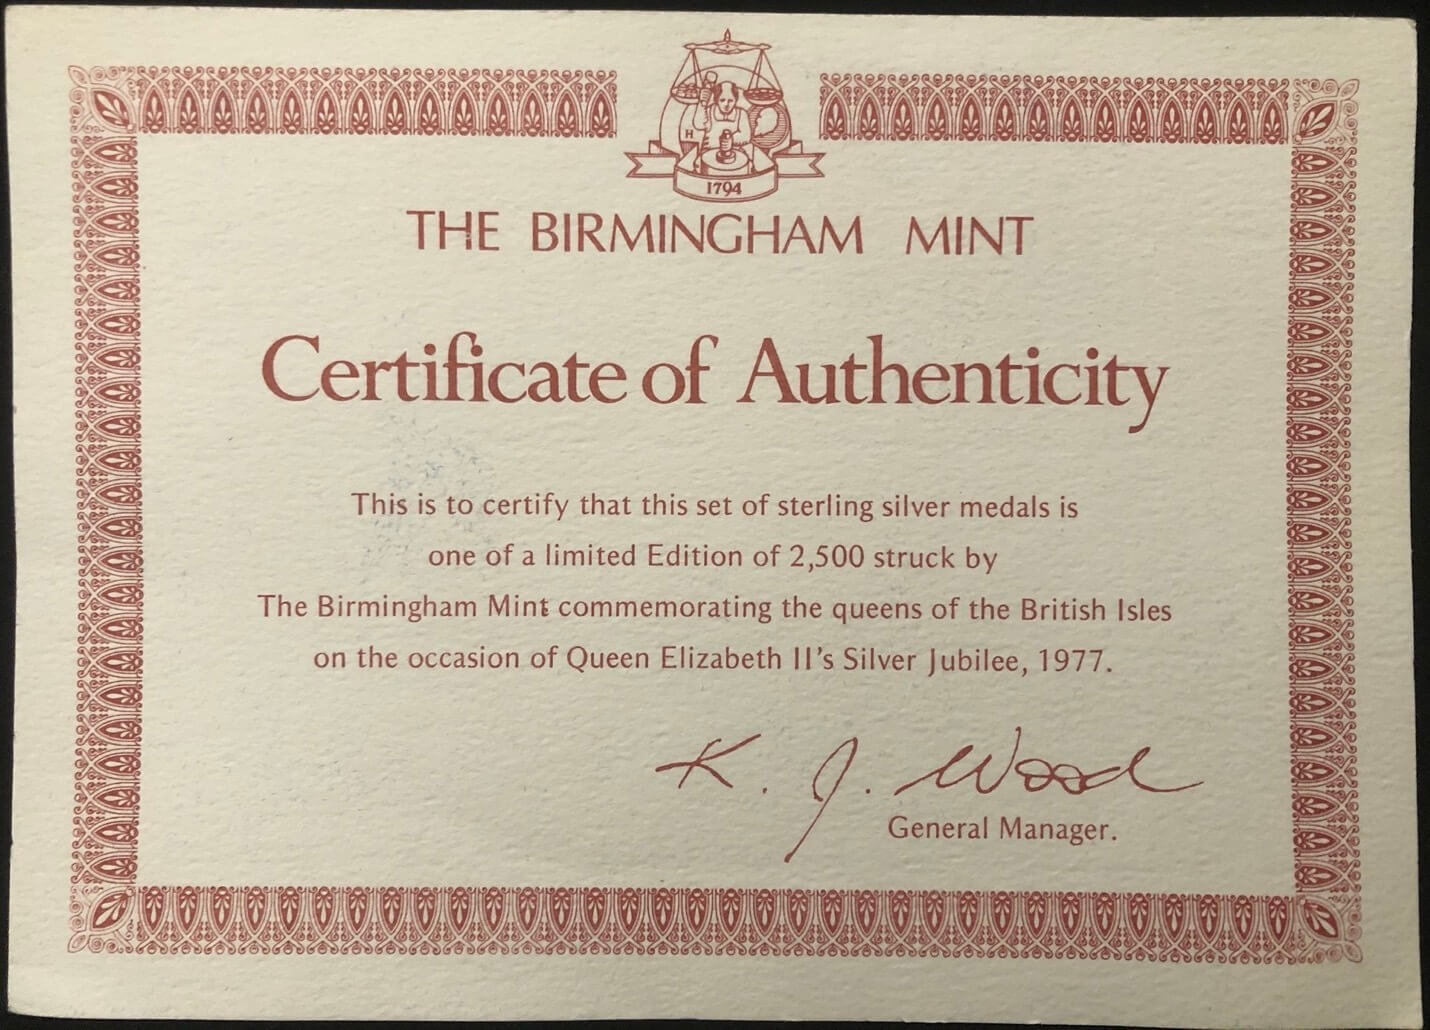 H
1794
THE BIRMINGHAM MINT
Certificate of Authenticity
This is to certify that this set of sterling silver medals is
one of a limited Edition of 2,500 struck by
The Birmingham Mint commemorating the queens of the British Isles
on the occasion of Queen Elizabeth II's Silver Jubilee, 1977.
K. J. Wood
General Manager.